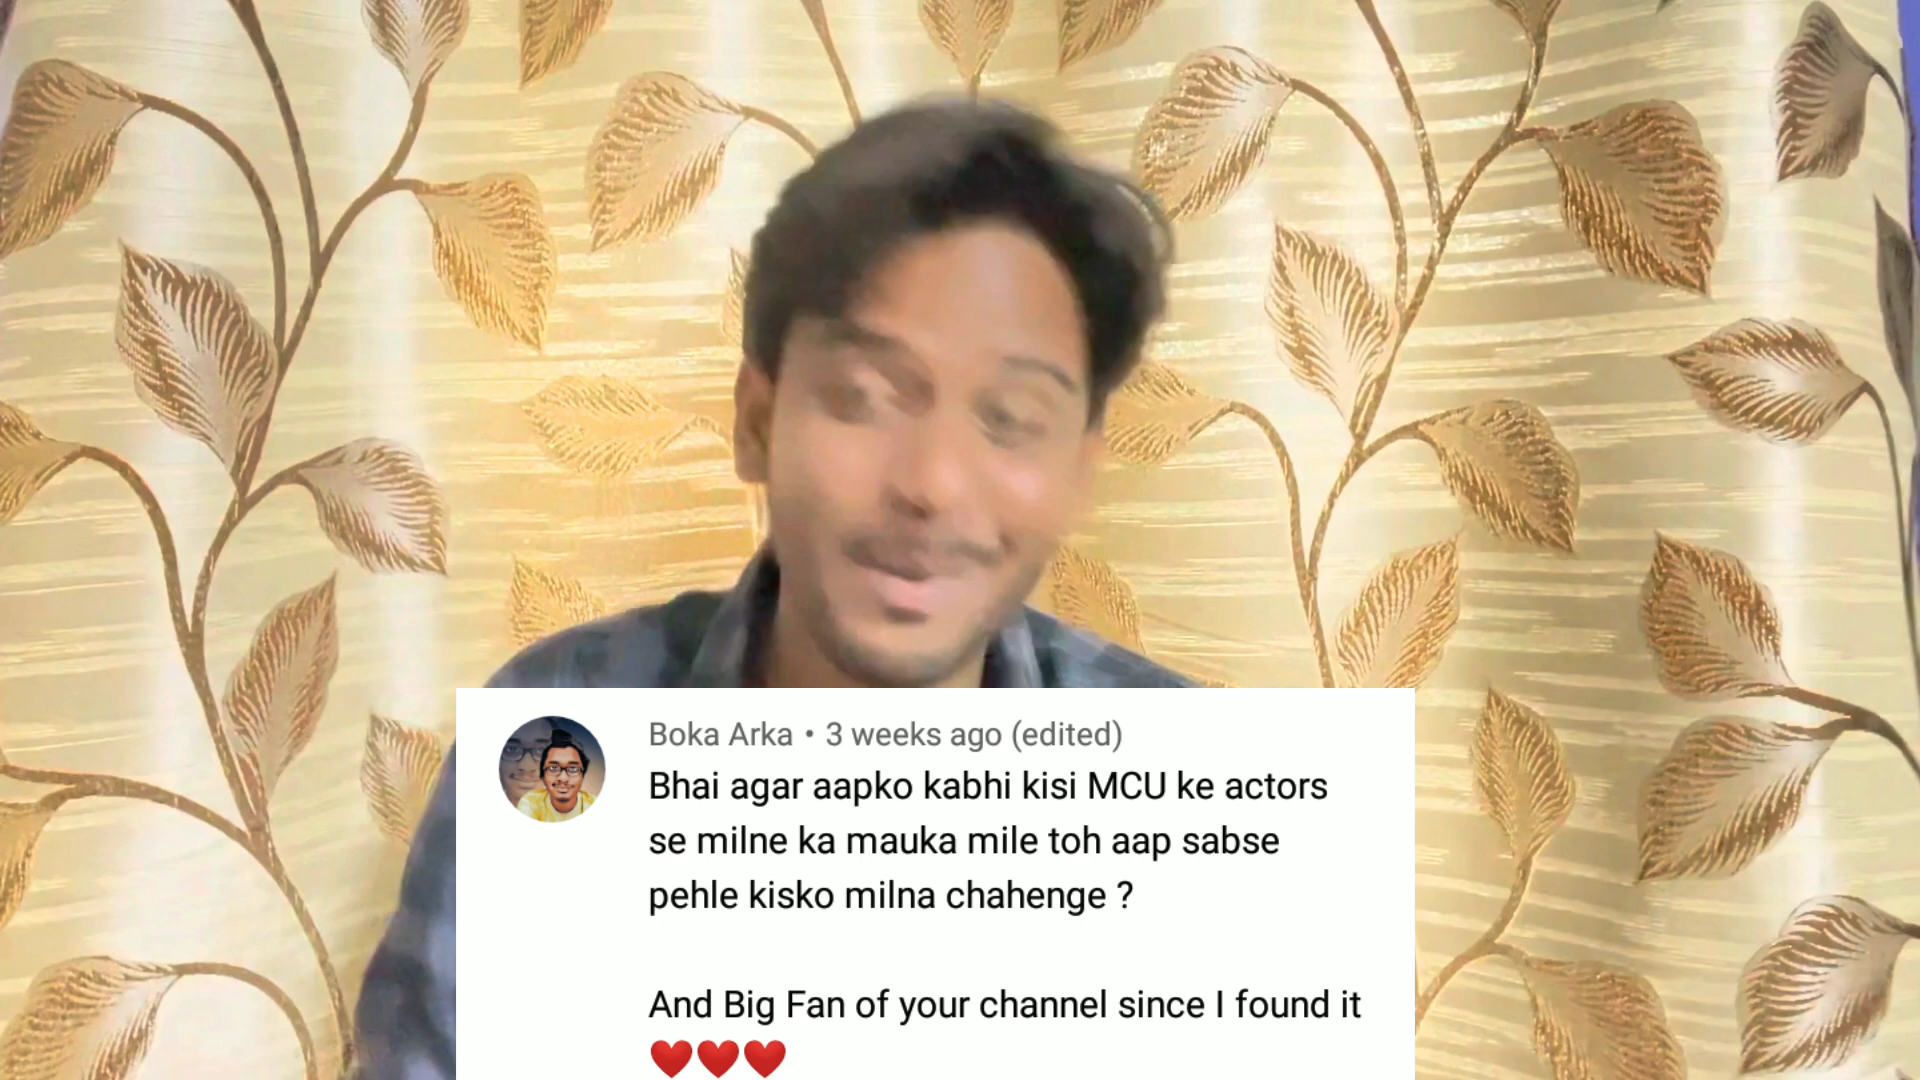 Boka Arka • 3 weeks ago (edited)
Bhai agar aapko kabhi kisi MCU ke actors
se milne ka mauka mile toh aap sabse
pehle kisko milna chahenge ?
And Big Fan of your channel since I found it
❤️❤️❤️